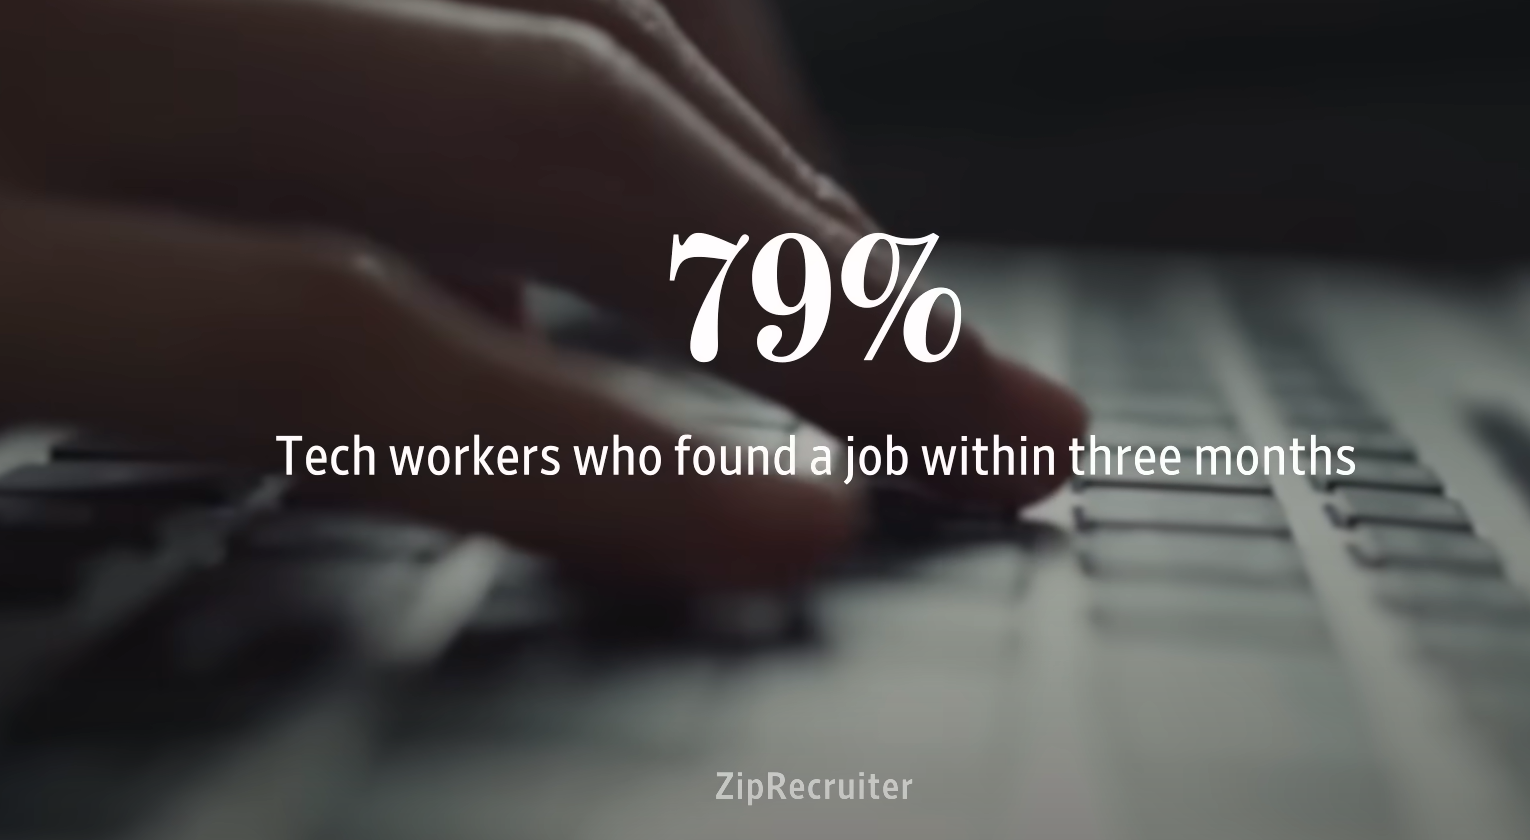 79%
Tech workers who found a job within three months
ZipRecruiter